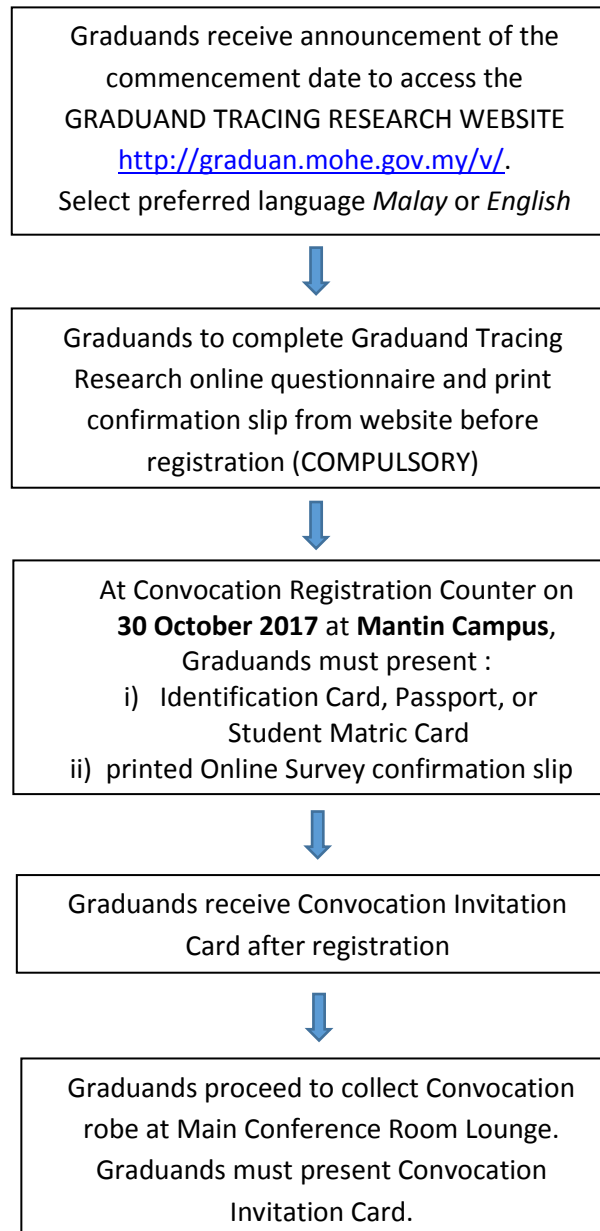 Graduands receive announcement of the
commencement date to access the
GRADUAND TRACING RESEARCH WEBSITE
http://graduan.mohe.gov.my/v/.
Select preferred language Malay or English
Graduands to complete Graduand Tracing
Research online questionnaire and print
confirmation slip from website before
registration (COMPULSORY)
At Convocation Registration Counter on
30 October 2017 at Mantin Campus,
Graduands must present :
i) Identification Card, Passport, or
Student Matric Card
ii) printed Online Survey confirmation slip
Graduands receive Convocation Invitation
Card after registration
Graduands proceed to collect Convocation
robe at Main Conference Room Lounge.
Graduands must present Convocation
Invitation Card.